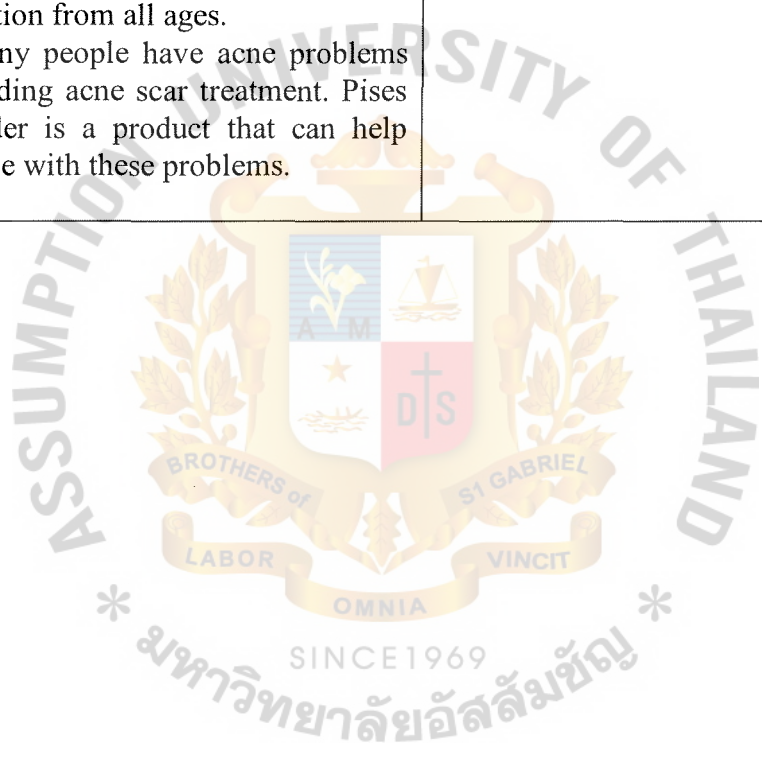 tion from all ages.
ny people have acne problems
ding acne scar treatment. Pises
ler is a product that can help
e with these problems.
ASSUMPTION UNIVERSITY OF THAILAND
A M
D S
BROTHERS of S1 GABRIEL
LABOR VINCIT
OMNIA
SINCE1969
มหาวิทยาลัยอัสสัมชัญ